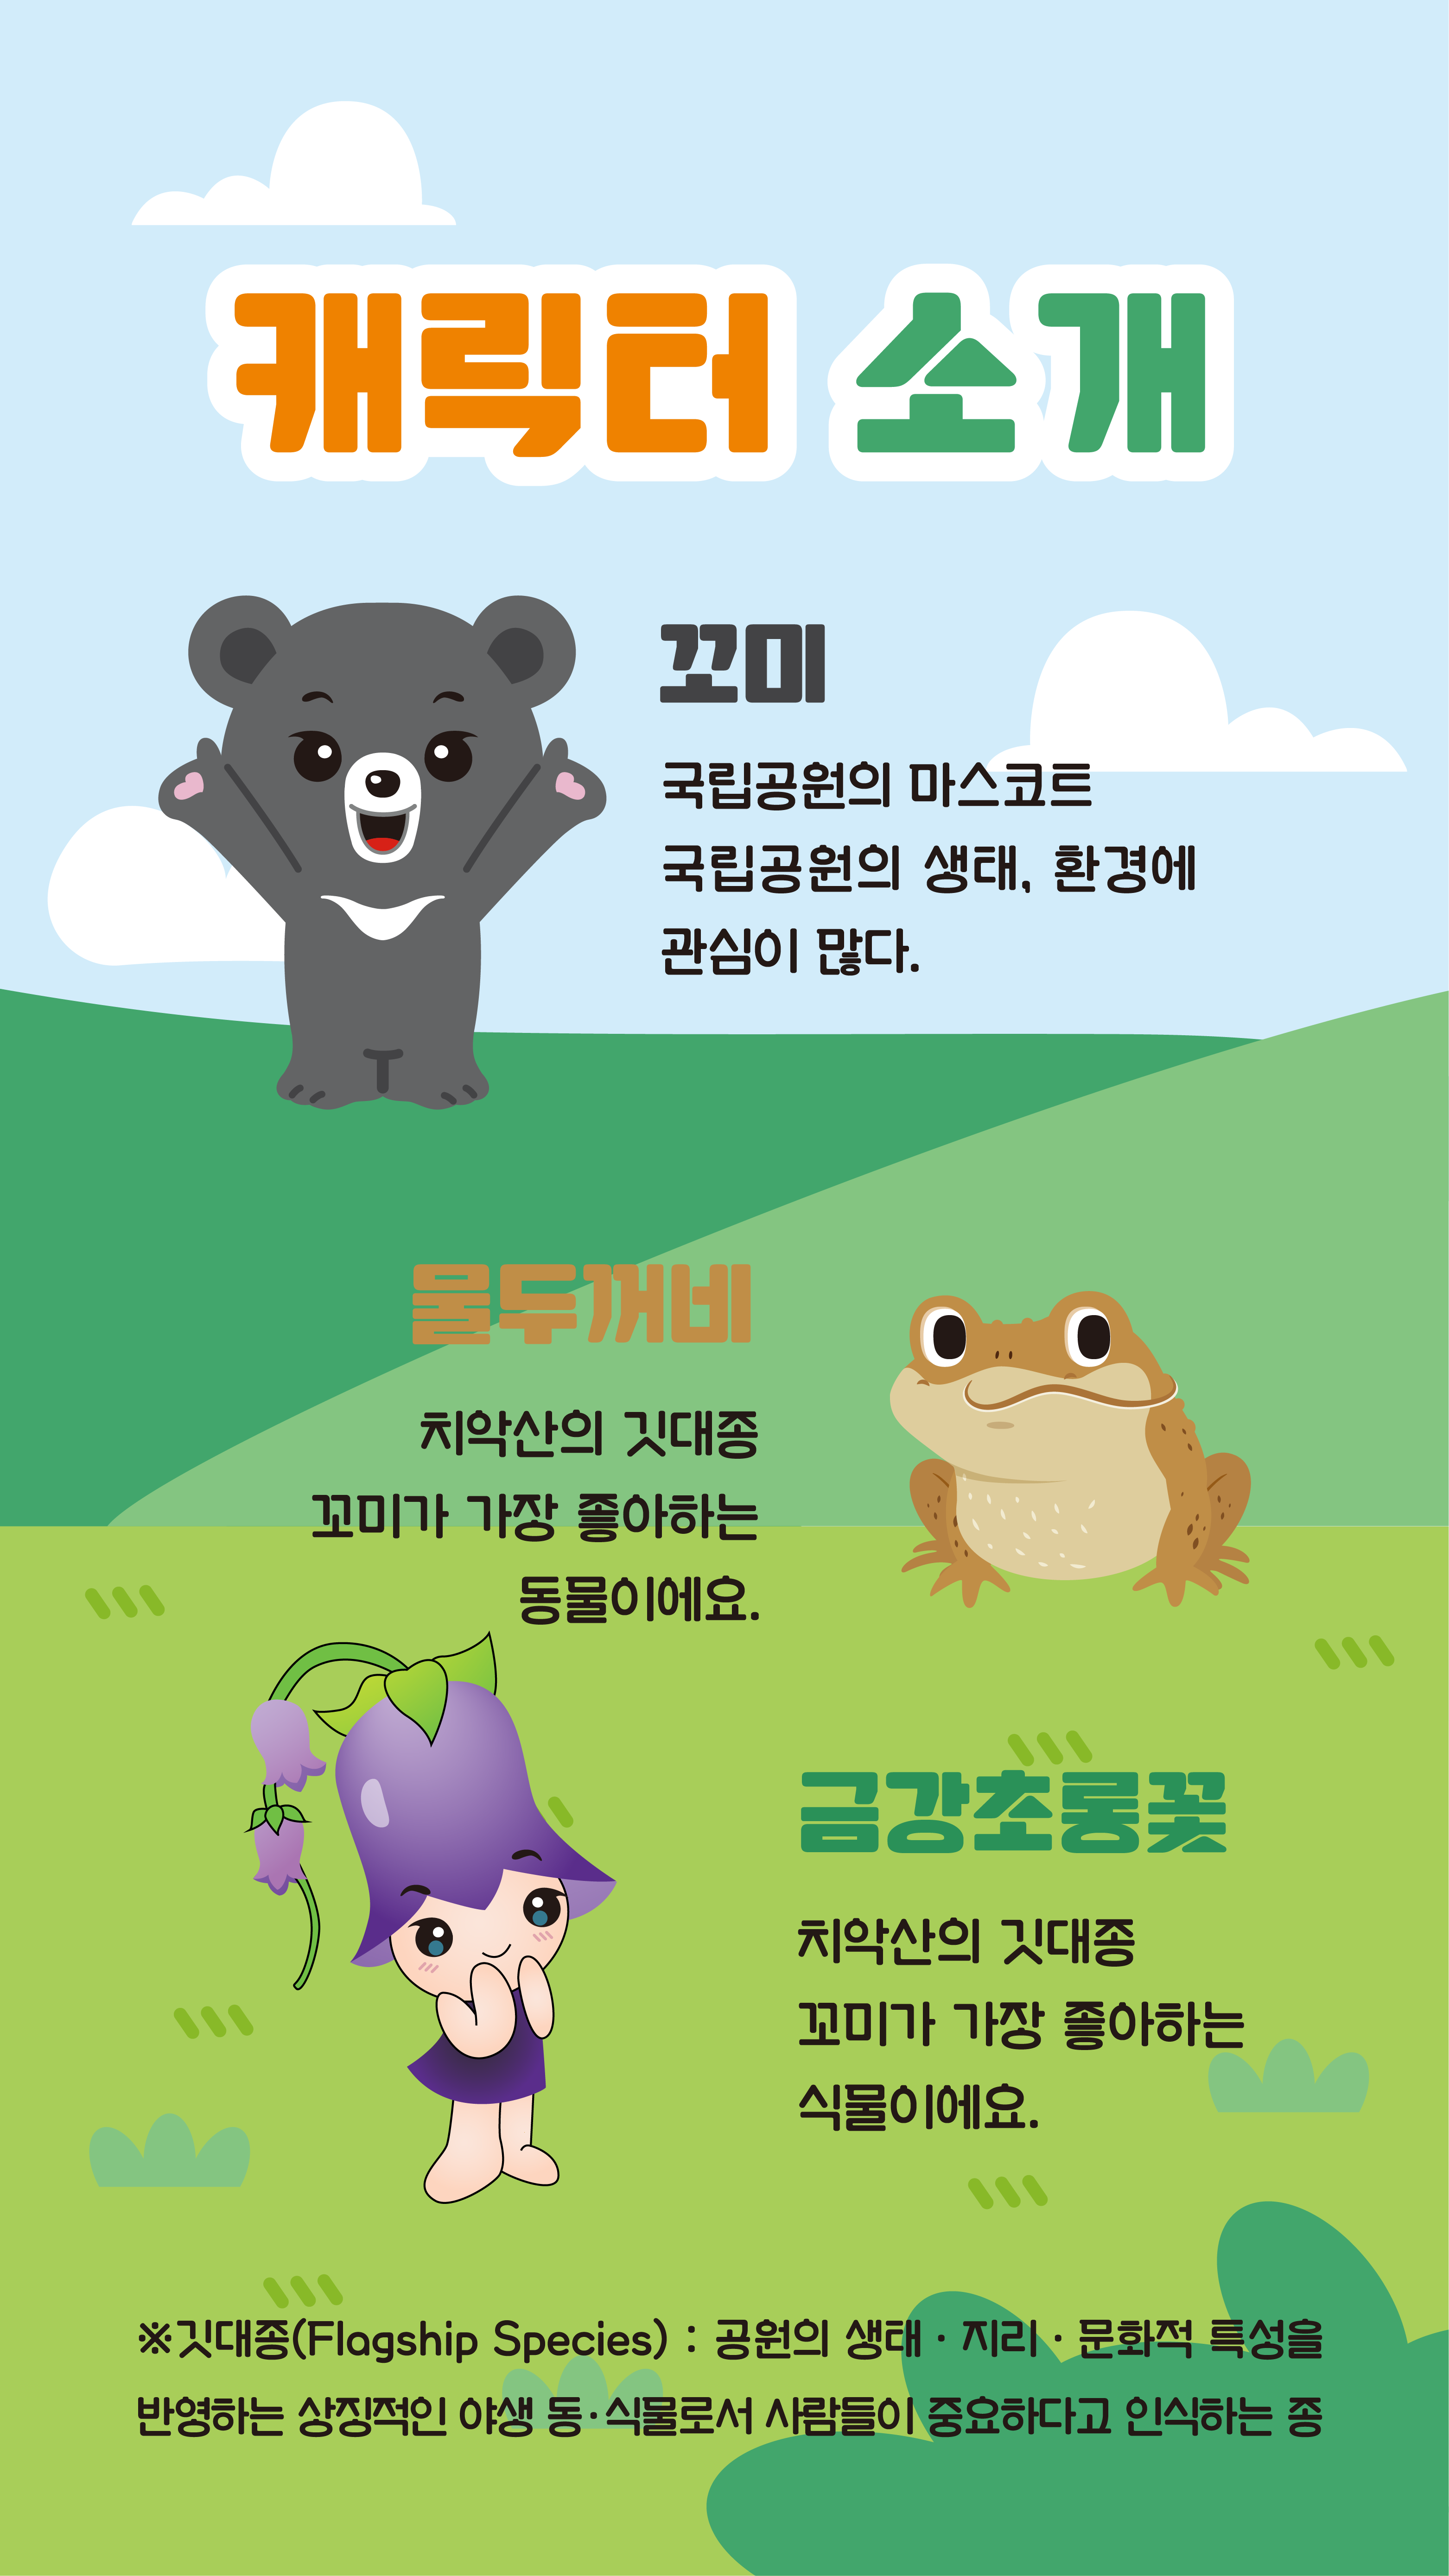 캐릭터 소개
꼬미
국립공원의 마스코트
국립공원의 생태, 환경에
관심이 많다.
물두꺼네
치악산의 깃대종
꼬미가 가장 좋아하는
동물이에요.
금강초롱꽃
치악산의 깃대종
꼬미가 가장 좋아하는
식물이에요.
※깃대종(Flagship Species) : 공원의 생태 · 지리 · 문화적 특성을
반영하는 상징적인 야생 동·식물로서 사람들이 중요하다고 인식하는 종